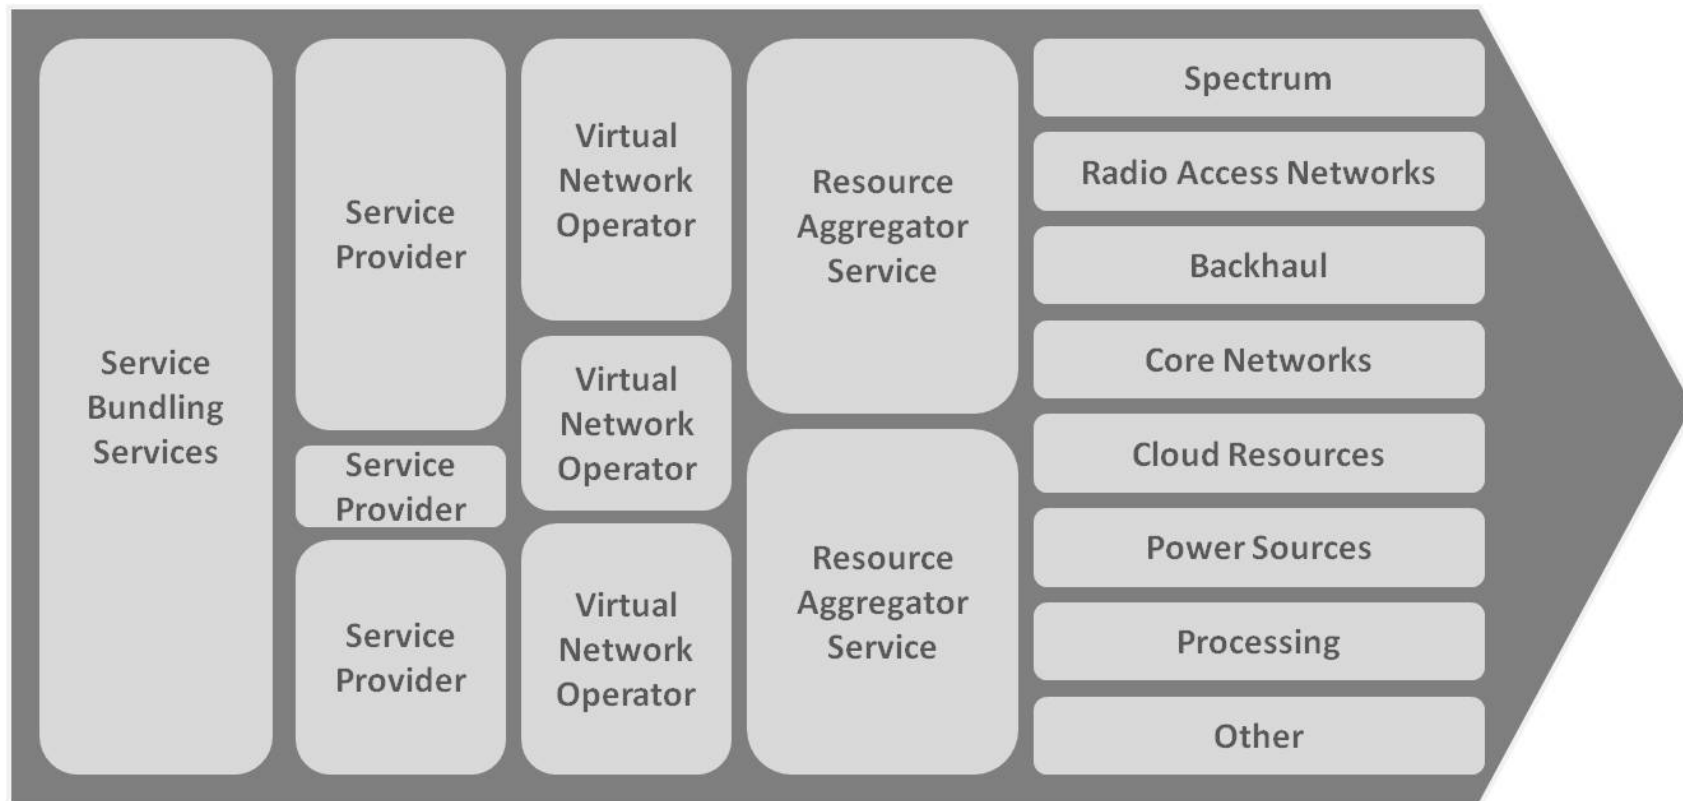 Service
Bundling
Services
Service
Provider
Service
Provider
Service
Provider
Virtual
Network
Operator
Virtual
Network
Operator
Virtual
Network
Operator
Resource
Aggregator
Service
Resource
Aggregator
Service
Spectrum
Radio Access Networks
Backhaul
Core Networks
Cloud Resources
Power Sources
Processing
Other